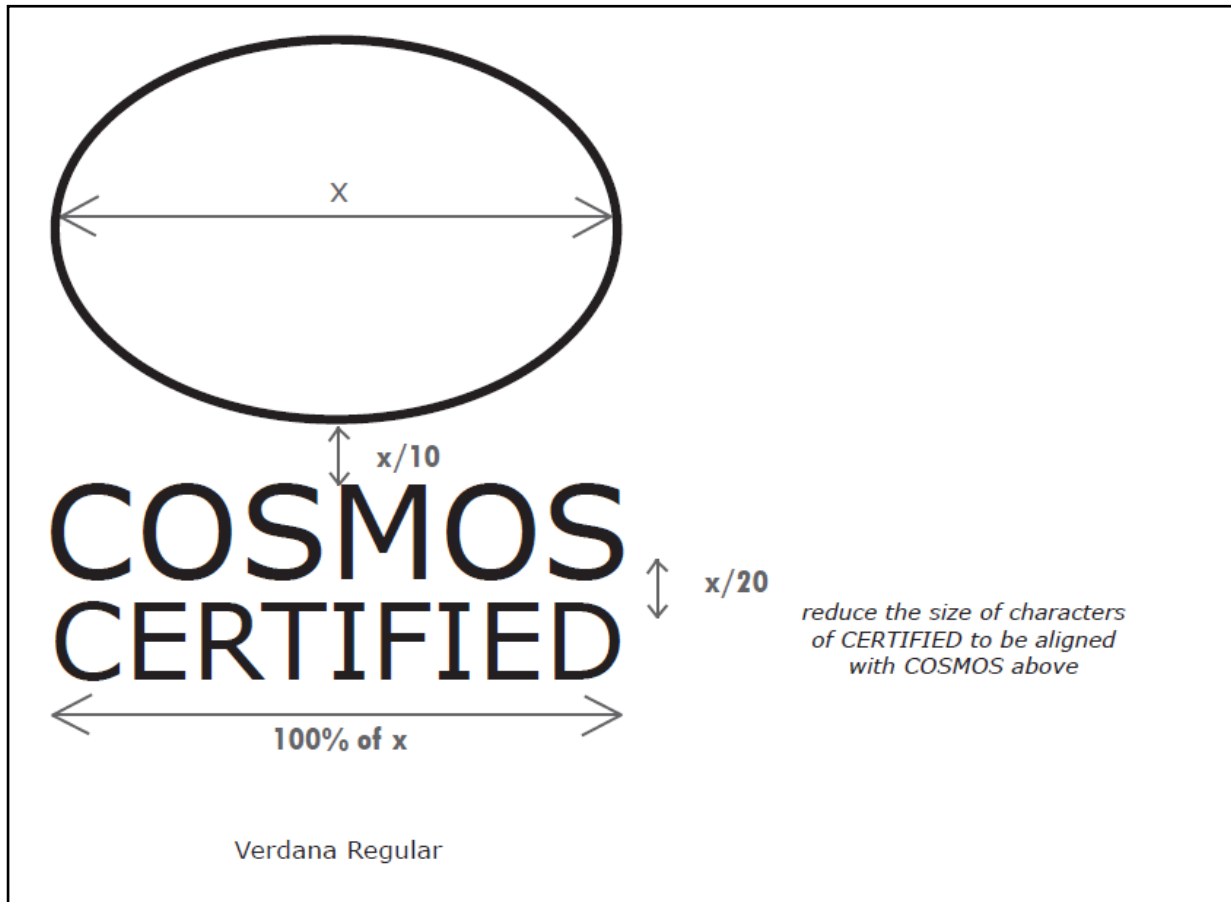 x
x/10
COSMOS
x/20
CERTIFIED
reduce the size of characters
of CERTIFIED to be aligned
with COSMOS above
100% of x
Verdana Regular